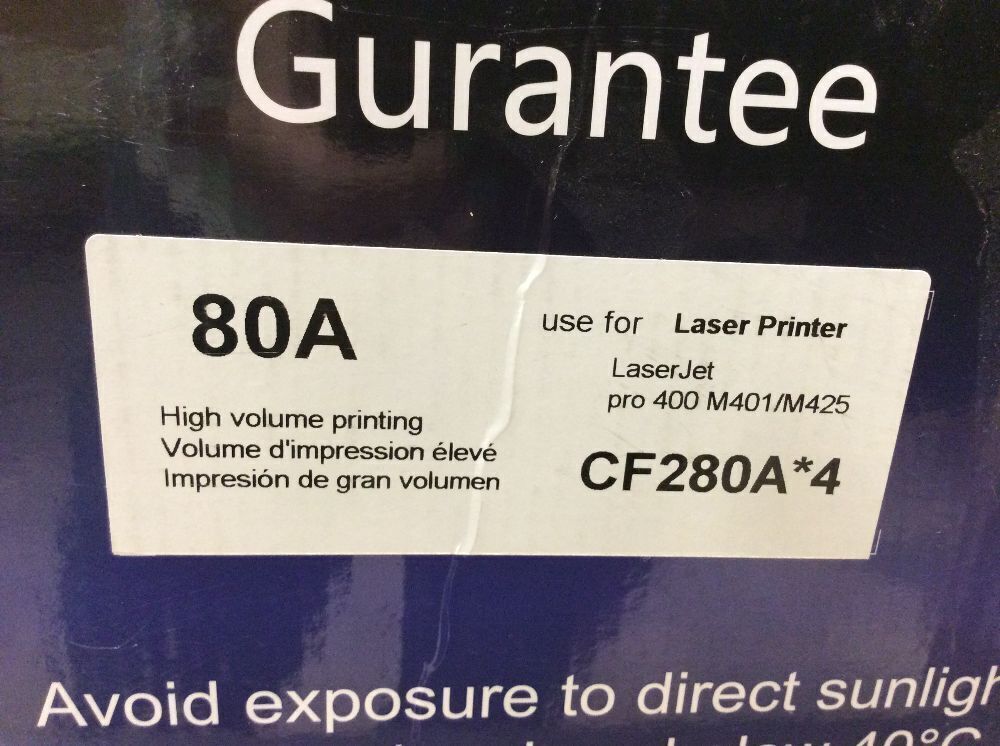 Gurantee
80A
High volume printing
Volume d'impression élevé
Impresión de gran volumen
use for Laser Printer
LaserJet
pro 400 M401/M425
CF280A*4
Avoid exposure to direct
40°C